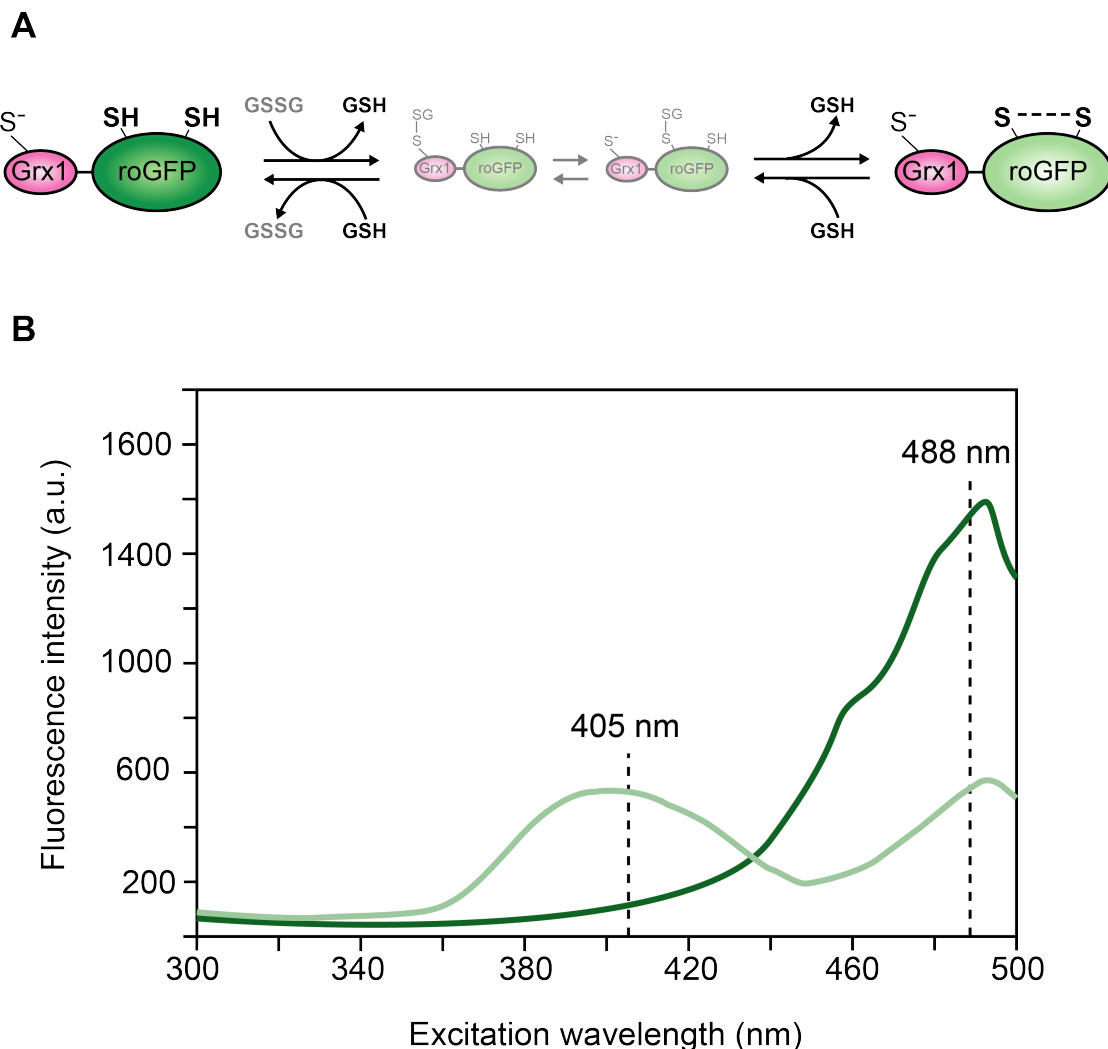 A
GSSG GSH
GSH
S⁻ SH SH
SG
S
SH SH
SG
S⁻ S SH
S⁻ S S
Grx1 roGFP
Grx1 roGFP
Grx1 roGFP
Grx1 roGFP
GSSG GSH
GSH
B
1600
1400
1000
600
200
Fluorescence intensity (a.u.)
405 nm
488 nm
300 340 380 420 460 500
Excitation wavelength (nm)